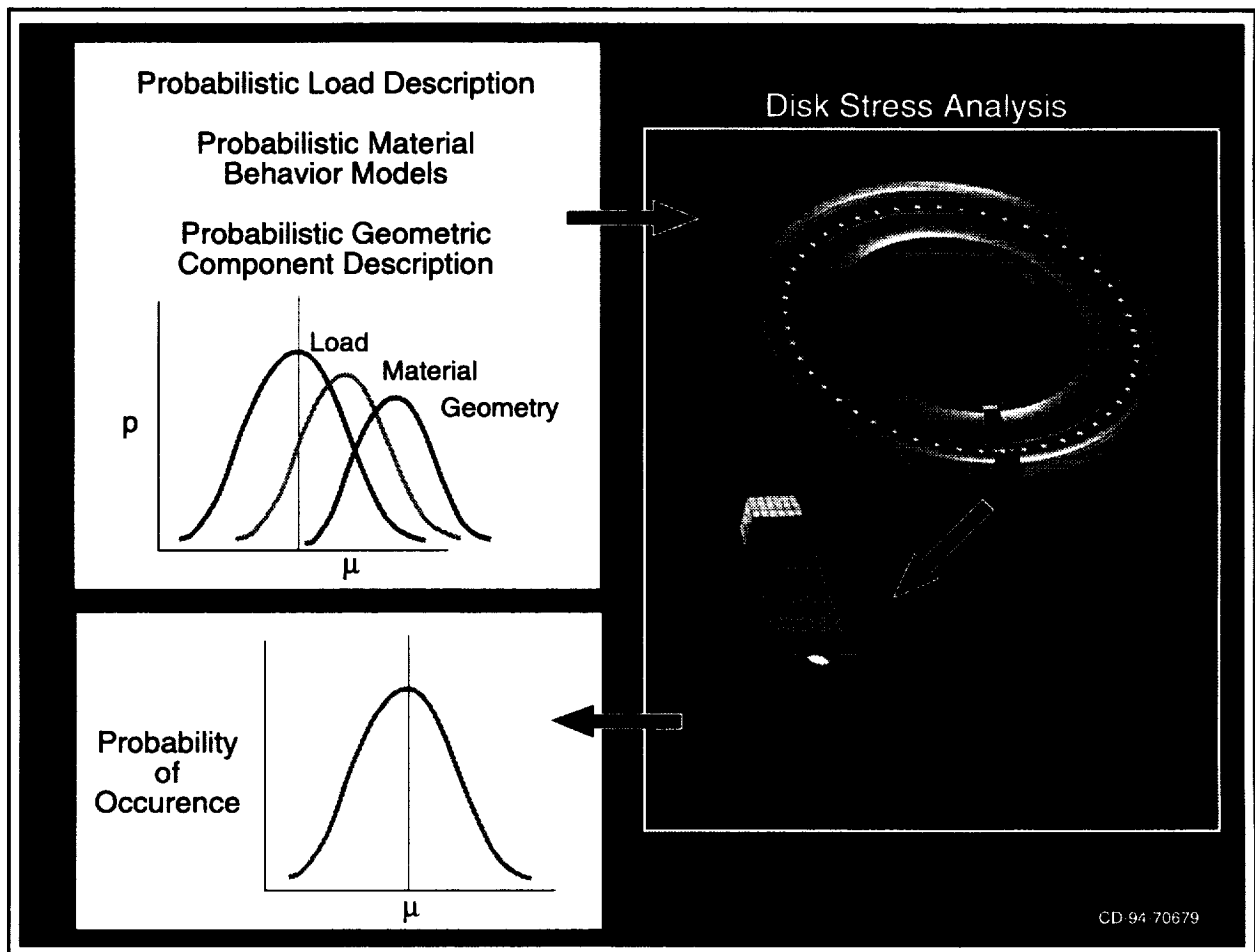 Probabilistic Load Description
Probabilistic Material
Behavior Models
Probabilistic Geometric
Component Description
Load
Material
Geometry
p
μ
Disk Stress Analysis
Probability
of
Occurence
μ
CD-94-70679